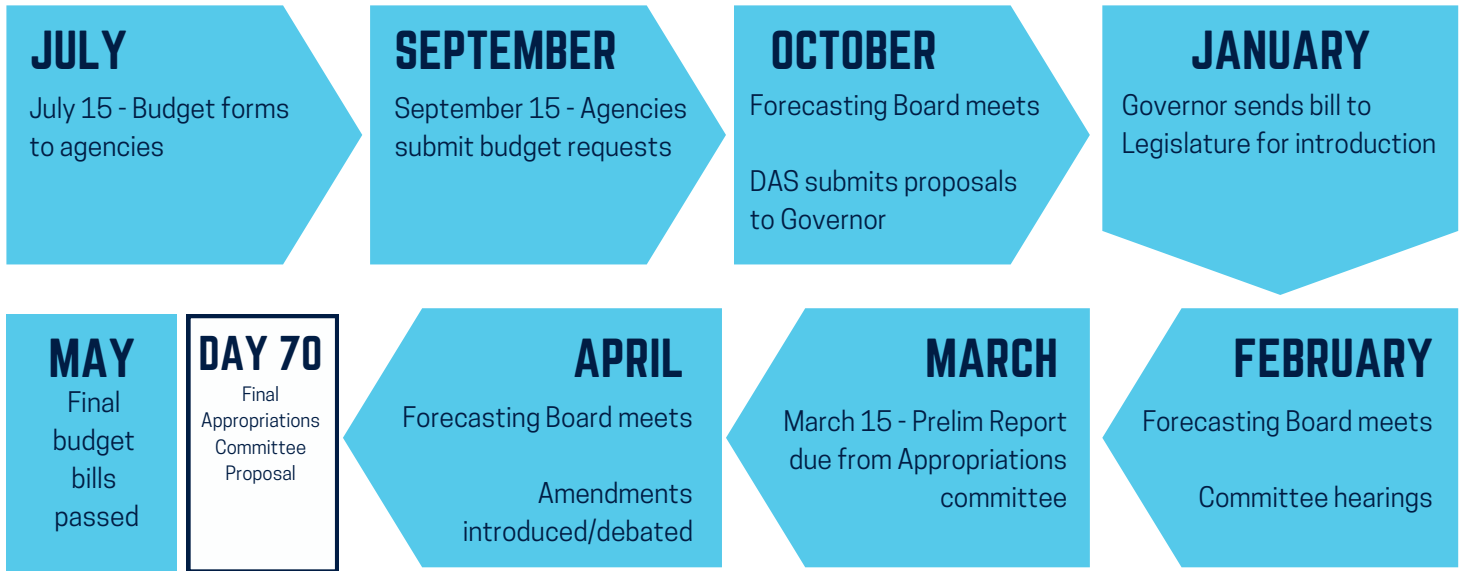 JULY
July 15 - Budget forms
to agencies
SEPTEMBER
September 15 - Agencies
submit budget requests
OCTOBER
Forecasting Board meets
DAS submits proposals
to Governor
JANUARY
Governor sends bill to
Legislature for introduction
FEBRUARY
Forecasting Board meets
Committee hearings
MARCH
March 15 - Prelim Report
due from Appropriations
committee
APRIL
Forecasting Board meets
Amendments
introduced/debated
DAY 70
Final
Appropriations
Committee
Proposal
MAY
Final
budget
bills
passed